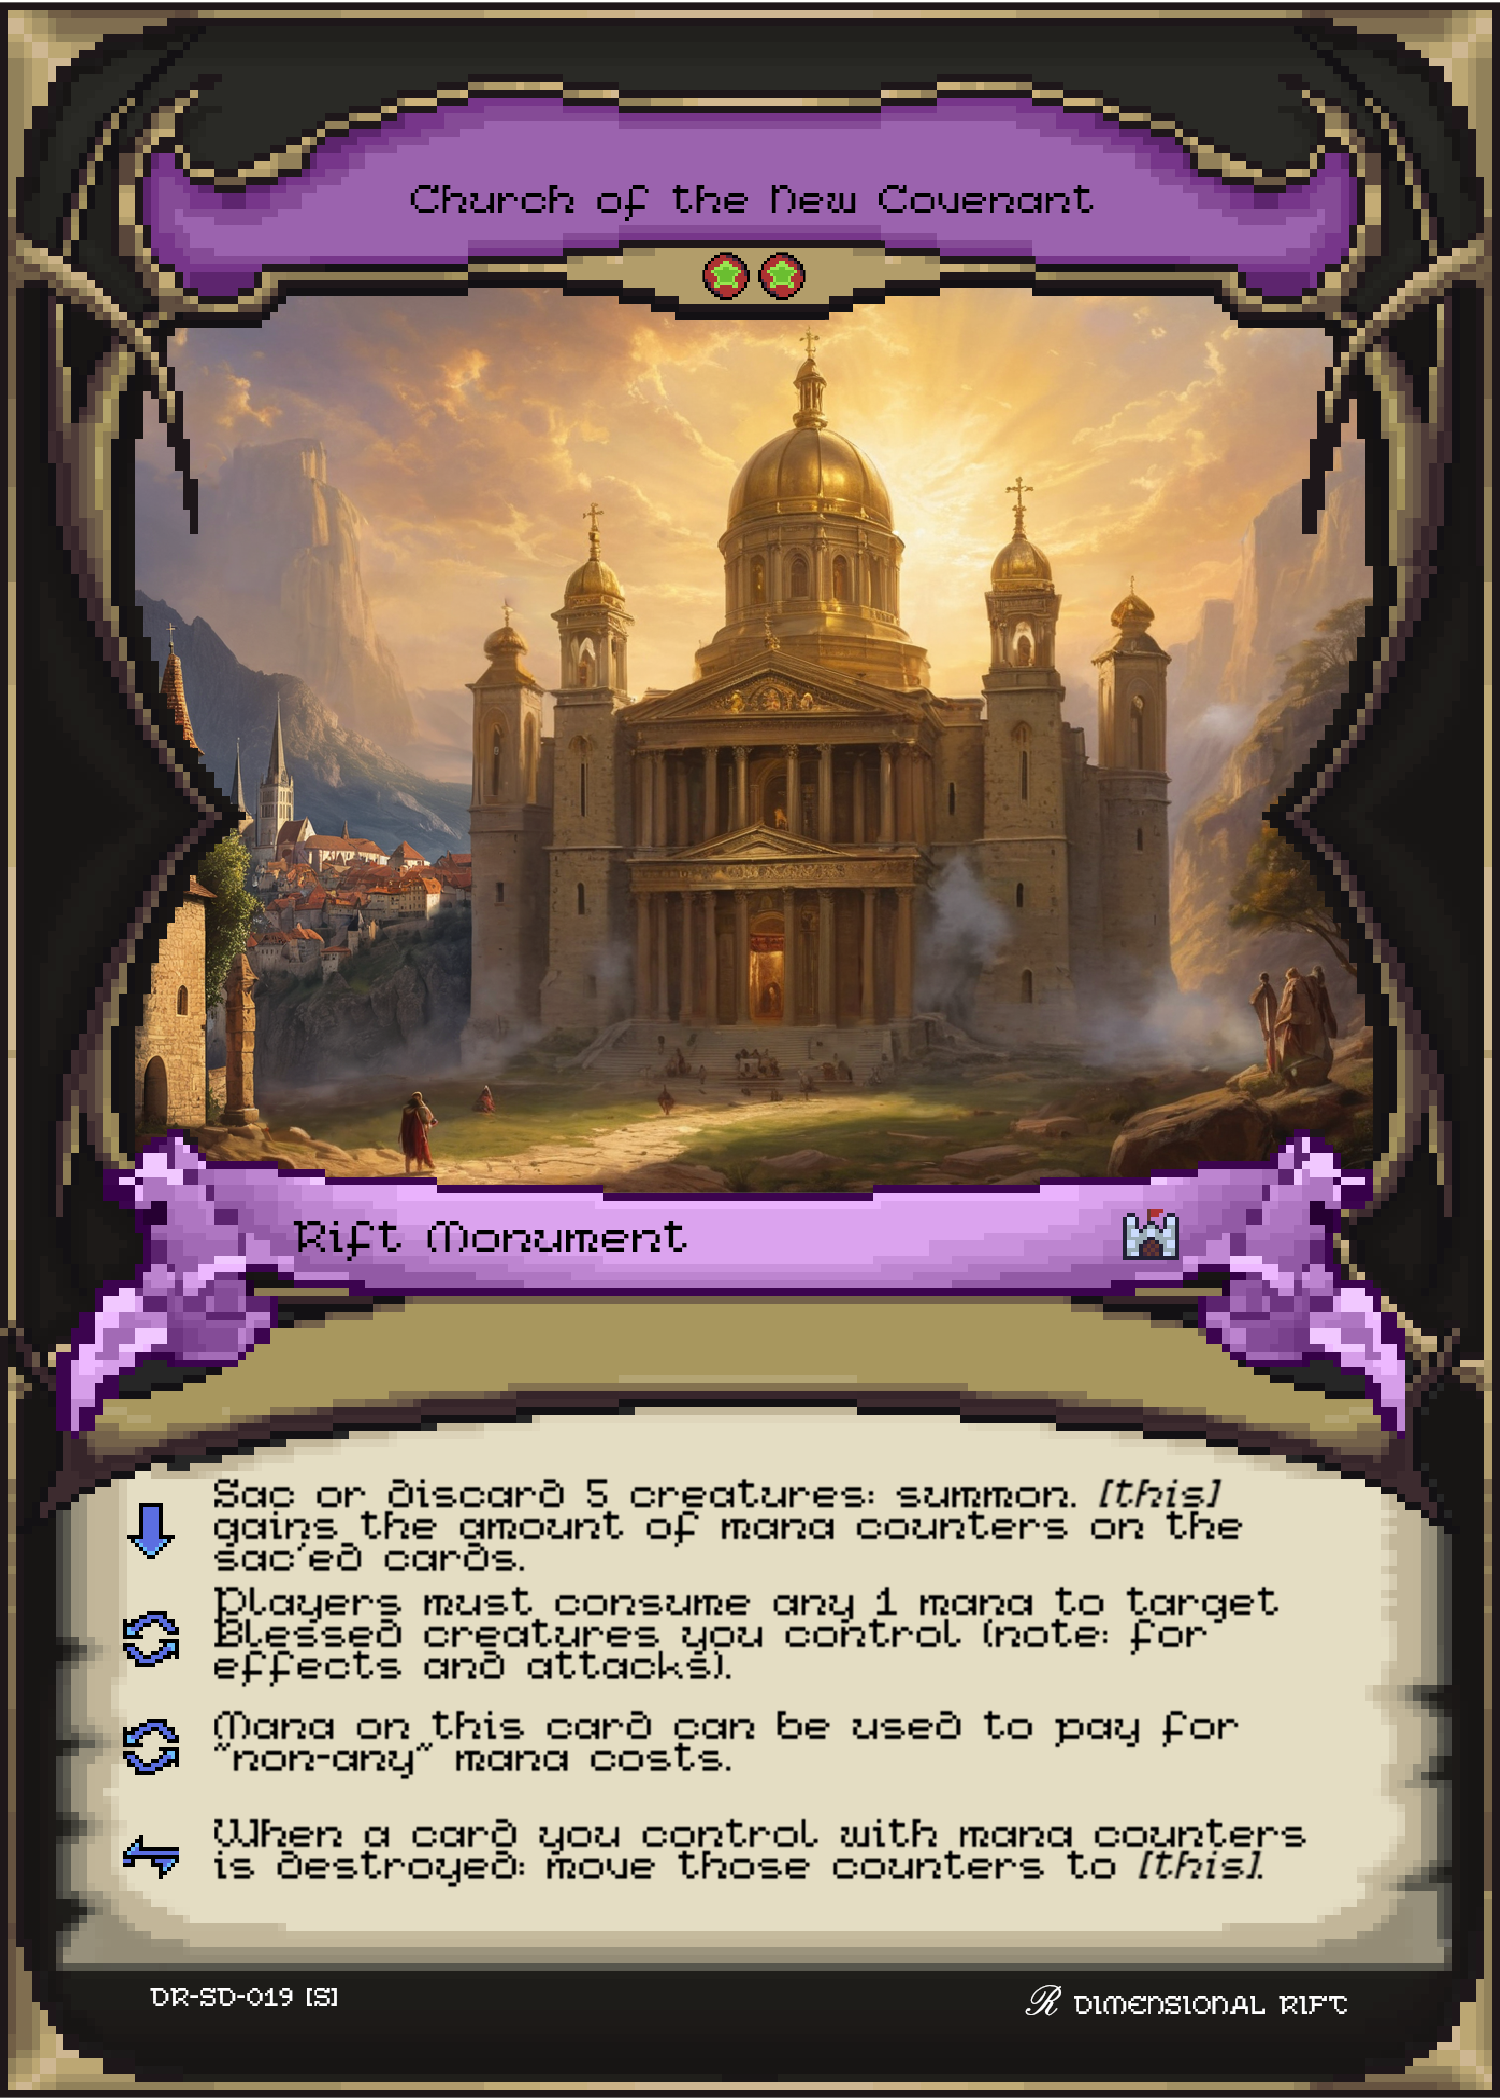 Church of the New Covenant
Rift Monument
Sac or discard 5 creatures: summon. [this]
gains the amount of mana counters on the
sac'ed cards.
Players must consume any 1 mana to target
Blessed creatures you control (note: for
effects and attacks).
Mana on this card can be used to pay for
"non-any" mana costs.
When a card you control with mana counters
is destroyed: move those counters to [this].
DR-SD-019 [S]
R DIMENSIONAL RIFT